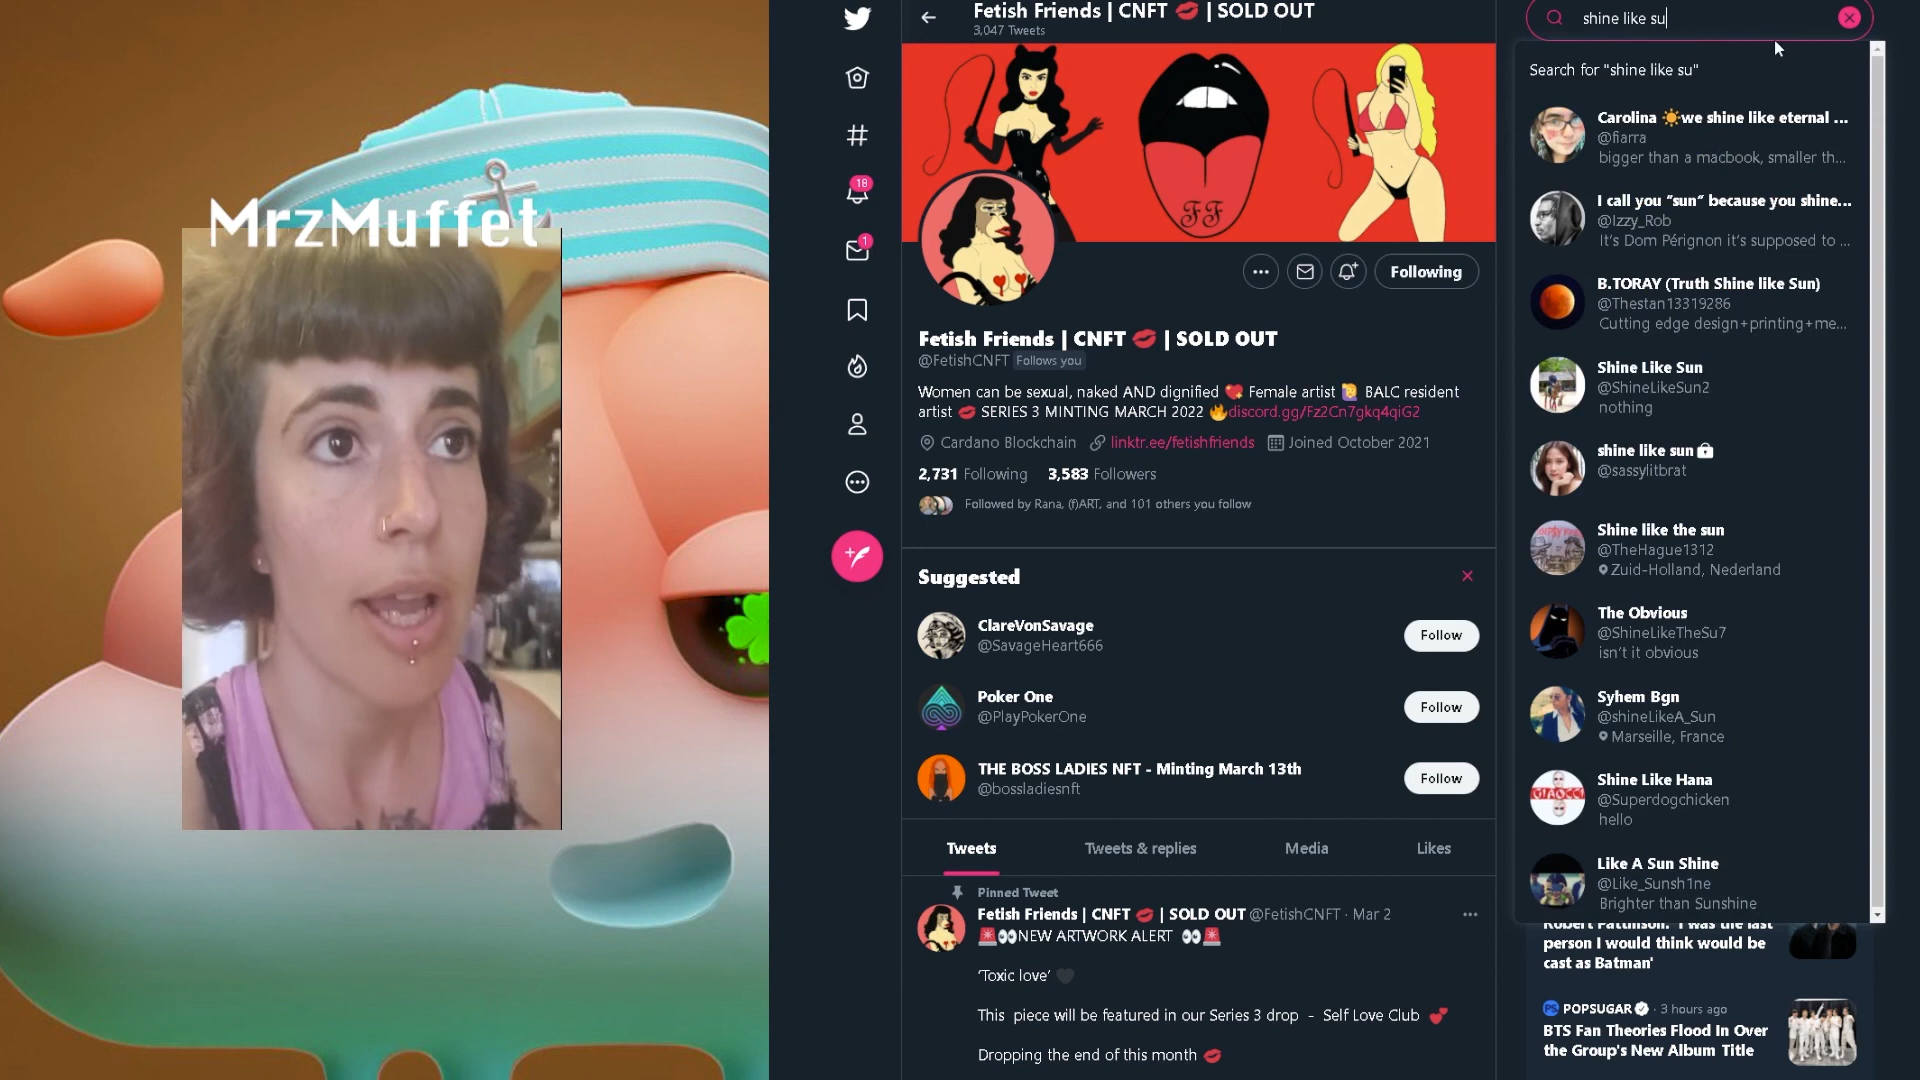 MrzMuffet
18
1
Fetish Friends | CNFT 💋 | SOLD OUT
3,047 Tweets
FF
Following
Fetish Friends | CNFT 💋 | SOLD OUT
@FetishCNFT Follows you
Women can be sexual, naked AND dignified 💖 Female artist 🙋 BALC resident
artist 💋 SERIES 3 MINTING MARCH 2022 🔥discord.gg/Fz2Cn7gkq4qiG2
Cardano Blockchain linktr.ee/fetishfriends Joined October 2021
2,731 Following 3,583 Followers
Followed by Rana, (f)ART, and 101 others you follow
Suggested
ClareVonSavage
@SavageHeart666
Follow
Poker One
@PlayPokerOne
Follow
THE BOSS LADIES NFT - Minting March 13th
@bossladiesnft
Follow
Tweets Tweets & replies Media Likes
Pinned Tweet
Fetish Friends | CNFT 💋 | SOLD OUT @FetishCNFT · Mar 2
🚨👀NEW ARTWORK ALERT 👀🚨
'Toxic love' 🖤
This piece will be featured in our Series 3 drop - Self Love Club 💕
Dropping the end of this month 💋
shine like su
Search for "shine like su"
Carolina ☀️we shine like eternal ...
@fiarra
bigger than a macbook, smaller th...
I call you "sun" because you shine...
@Izzy_Rob
It's Dom Pérignon it's supposed to ...
B.TORAY (Truth Shine like Sun)
@Thestan13319286
Cutting edge design+printing+me...
Shine Like Sun
@ShineLikeSun2
nothing
shine like sun
@sassylitbrat
Shine like the sun
@TheHague1312
Zuid-Holland, Nederland
The Obvious
@ShineLikeTheSu7
isn't it obvious
Syhem Bgn
@shineLikeA_Sun
Marseille, France
Shine Like Hana
@Superdogchicken
hello
Like A Sun Shine
@Like_Sunsh1ne
Brighter than Sunshine
Robert Pattinson: 'I was the last
person I would think would be
cast as Batman'
POPSUGAR · 3 hours ago
BTS Fan Theories Flood In Over
the Group's New Album Title